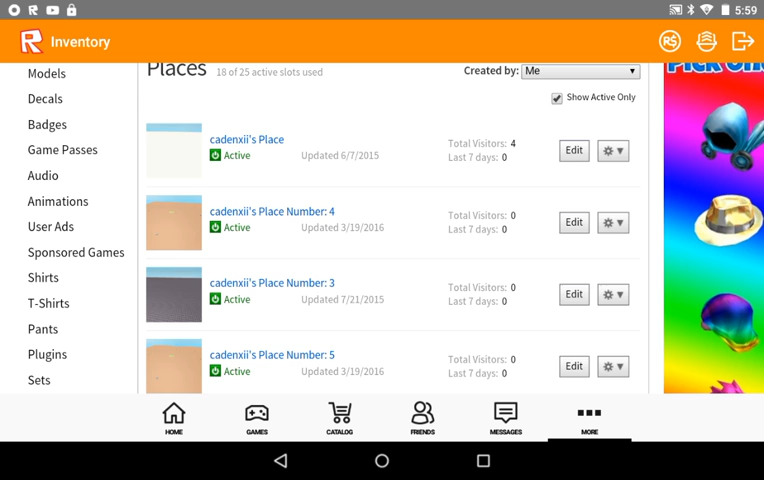 5:59
Inventory
R$
Models
Decals
Badges
Game Passes
Audio
Animations
User Ads
Sponsored Games
Shirts
T-Shirts
Pants
Plugins
Sets
Places 18 of 25 active slots used
Created by: Me
Show Active Only
cadenxii's Place
Active Updated 6/7/2015
Total Visitors: 4
Last 7 days: 0
Edit
cadenxii's Place Number: 4
Active Updated 3/19/2016
Total Visitors: 0
Last 7 days: 0
Edit
cadenxii's Place Number: 3
Active Updated 7/21/2015
Total Visitors: 0
Last 7 days: 0
Edit
cadenxii's Place Number: 5
Active Updated 3/19/2016
Total Visitors: 0
Last 7 days: 0
Edit
HOME
GAMES
CATALOG
FRIENDS
MESSAGES
MORE